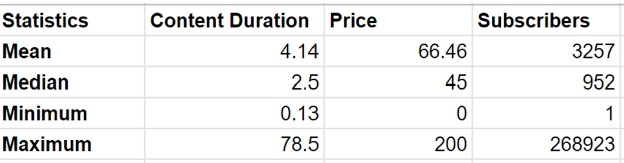 Statistics Content Duration Price Subscribers
Mean 4.14 66.46 3257
Median 2.5 45 952
Minimum 0.13 0 1
Maximum 78.5 200 268923